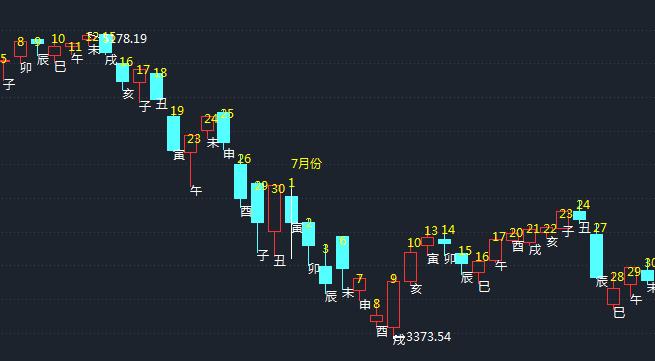 5 8 9 10 11 12 15 5178.19
子 卯 辰 巳 午 未 戌
16 17 18
亥 子 丑
19 23 24 25
寅 午 未 申
26 29 30 1 7月份
酉 子 丑 寅
2 3 6 7 8 9
卯 辰 未 申 酉 戌 3373.54
10 13 14 15 16 17 20 21 22 23 24
亥 寅 卯 辰 巳 午 酉 戌 亥 子 丑
27 28 29 30
辰 巳 午 未